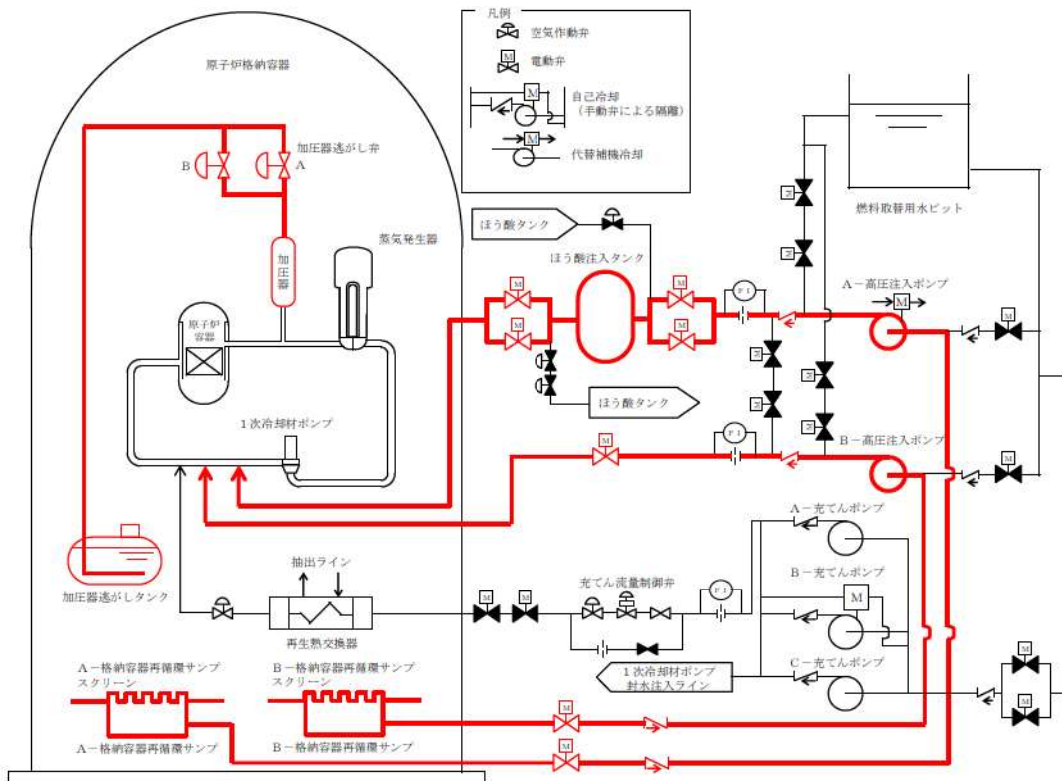 凡例
空気作動弁
M
電動弁
M
自己冷却
(手動弁による隔離)
M
代替補機冷却
原子炉格納容器
加圧器逃がし弁
B
A
加圧器
蒸気発生器
原子炉
容器
1次冷却材ポンプ
ほう酸タンク
ほう酸注入タンク
M
M
M
M
FI
ほう酸タンク
M
M
M
M
M
M
燃料取替用水ピット
A-高圧注入ポンプ
M
M
M
FI
B-高圧注入ポンプ
M
加圧器逃がしタンク
抽出ライン
再生熱交換器
M
M
充てん流量制御弁
FI
A-充てんポンプ
B-充てんポンプ
M
C-充てんポンプ
1次冷却材ポンプ
封水注入ライン
M
M
A-格納容器再循環サンプ
スクリーン
B-格納容器再循環サンプ
スクリーン
M
M
A-格納容器再循環サンプ
B-格納容器再循環サンプ